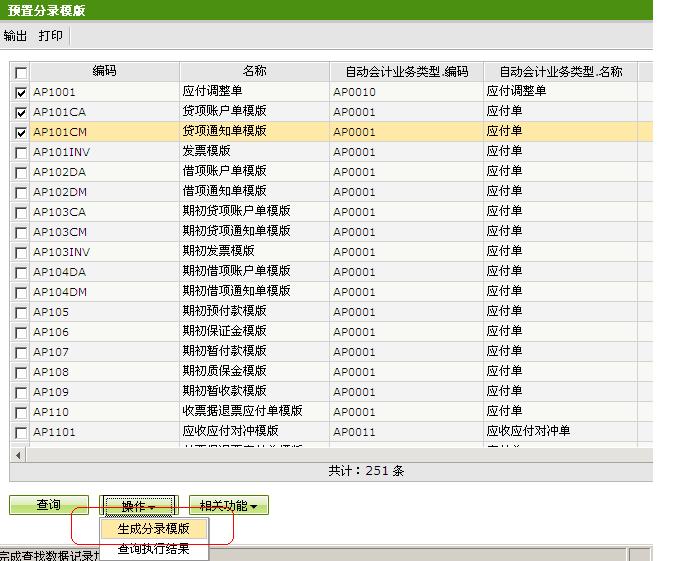 预置分录模版
输出 打印
编码 名称 自动会计业务类型.编码 自动会计业务类型.名称
AP1001 应付调整单 AP0010 应付调整单
AP101CA 贷项账户单模版 AP0001 应付单
AP101CM 贷项通知单模版 AP0001 应付单
AP101INV 发票模版 AP0001 应付单
AP102DA 借项账户单模版 AP0001 应付单
AP102DM 借项通知单模版 AP0001 应付单
AP103CA 期初贷项账户单模版 AP0001 应付单
AP103CM 期初贷项通知单模版 AP0001 应付单
AP103INV 期初发票模版 AP0001 应付单
AP104DA 期初借项账户单模版 AP0001 应付单
AP104DM 期初借项通知单模版 AP0001 应付单
AP105 期初预付款模版 AP0001 应付单
AP106 期初保证金模版 AP0001 应付单
AP107 期初暂付款模版 AP0001 应付单
AP108 期初质保金模版 AP0001 应付单
AP109 期初暂收款模版 AP0001 应付单
AP110 收票据退票应付单模版 AP0001 应付单
AP1101 应收应付对冲模版 AP0011 应收应付对冲单
共计：251 条
查询 操作 相关功能
生成分录模版
查询执行结果
完成查找数据记录